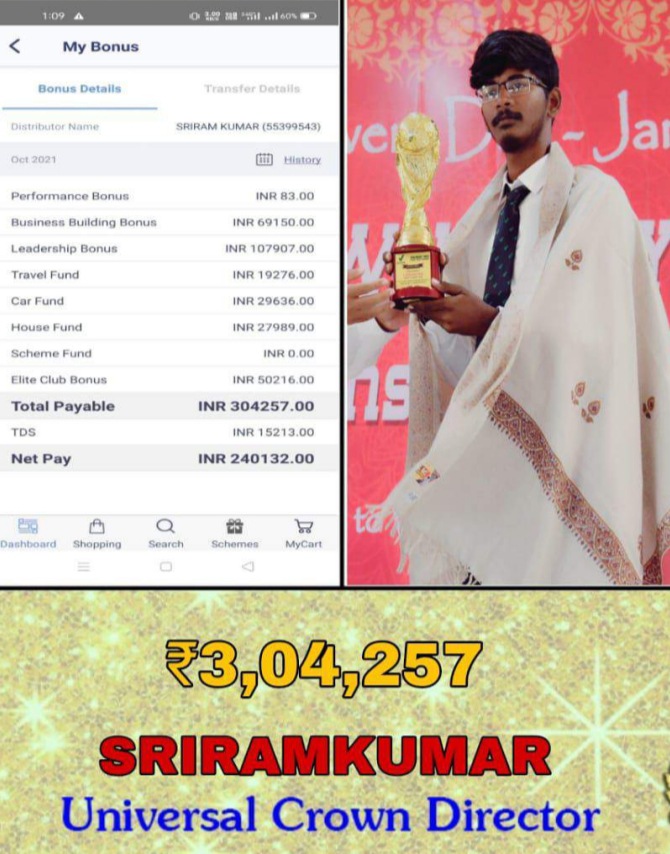 1:09
60%
My Bonus
Bonus Details
Transfer Details
Distributor Name
SRIRAM KUMAR (55399543)
Oct 2021
History
Performance Bonus INR 83.00
Business Building Bonus INR 69150.00
Leadership Bonus INR 107907.00
Travel Fund INR 19276.00
Car Fund INR 29636.00
House Fund INR 27989.00
Scheme Fund INR 0.00
Elite Club Bonus INR 50216.00
Total Payable INR 304257.00
TDS INR 15213.00
Net Pay INR 240132.00
Dashboard Shopping Search Schemes MyCart
₹3,04,257
SRIRAMKUMAR
Universal Crown Director